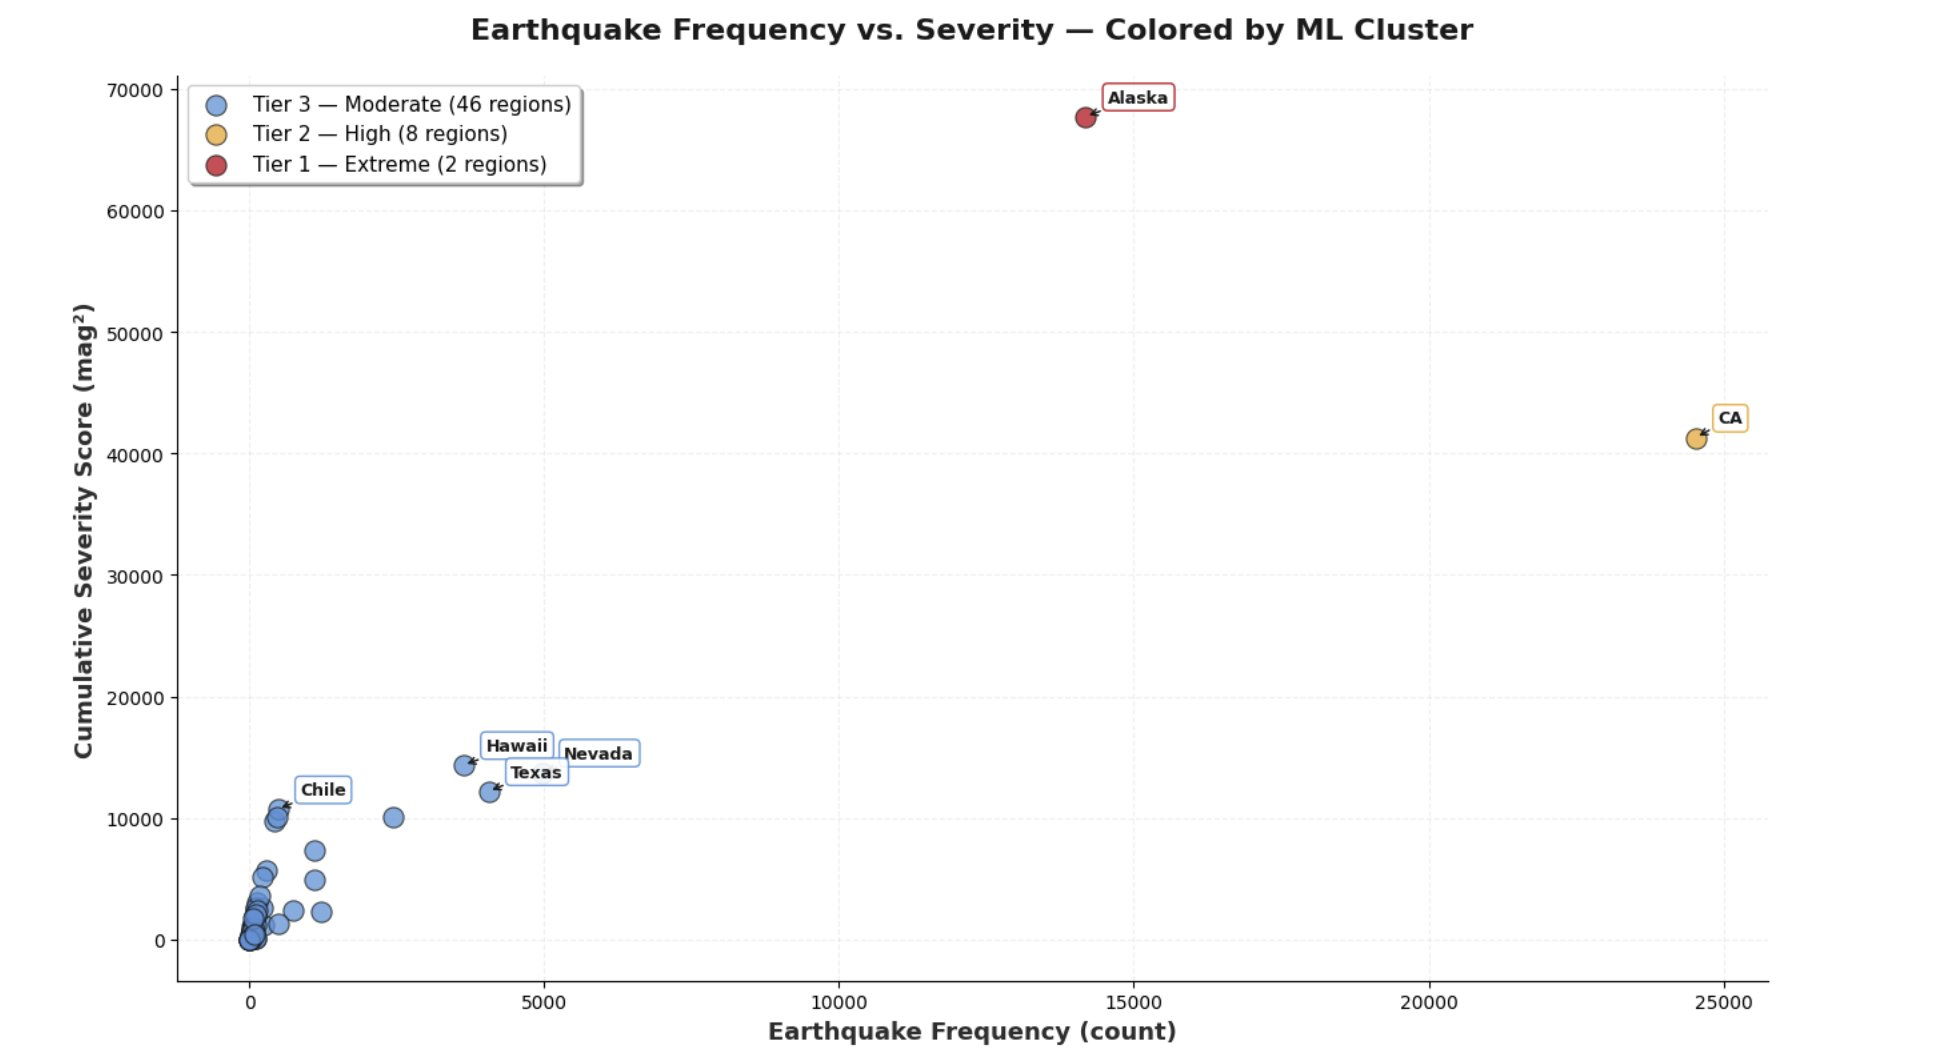 Earthquake Frequency vs. Severity — Colored by ML Cluster
Tier 3 — Moderate (46 regions)
Tier 2 — High (8 regions)
Tier 1 — Extreme (2 regions)
Alaska
CA
Hawaii
Nevada
Texas
Chile
Cumulative Severity Score (mag²)
70000
60000
50000
40000
30000
20000
10000
0
0
5000
10000
15000
20000
25000
Earthquake Frequency (count)